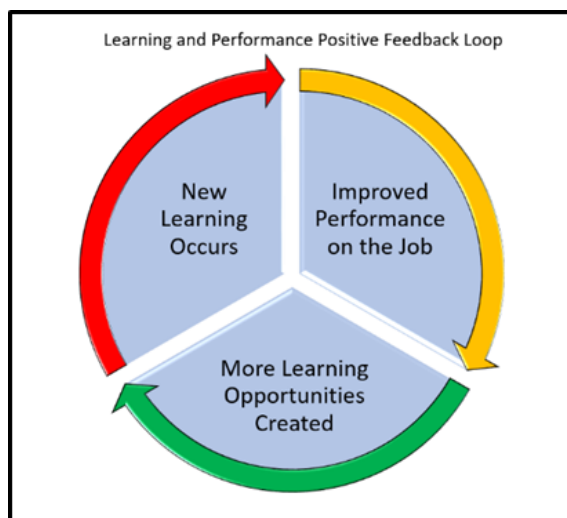 Learning and Performance Positive Feedback Loop
New
Learning
Occurs
Improved
Performance
on the Job
More Learning
Opportunities
Created